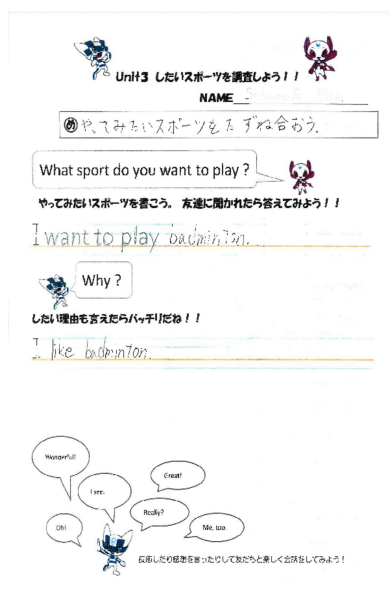 Unit3 したいスポーツを調査しよう！！
NAME
め やってみたいスポーツをたずね合おう。
What sport do you want to play ?
やってみたいスポーツを書こう。 友達に聞かれたら答えてみよう！！
I want to play badminton.
Why ?
したい理由も言えたらバッチリだね！！
I like badminton.
Wonderful!
Great!
I see.
Really?
Oh!
Me, too.
反応したり感想を言ったりして友だちと楽しく会話をしてみよう！